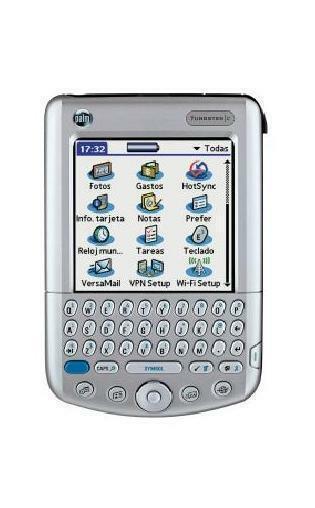 palm
TUNGSTEN | C
17:32
Todas
Fotos Gastos HotSync
Info. tarjeta Notas Prefer
Reloj mun... Tareas Teclado
VersaMail VPN Setup Wi-Fi Setup
Q W E R T Y U I O P
A S D F G H J K L
Z X C V B N M .
CAPS SYMBOL